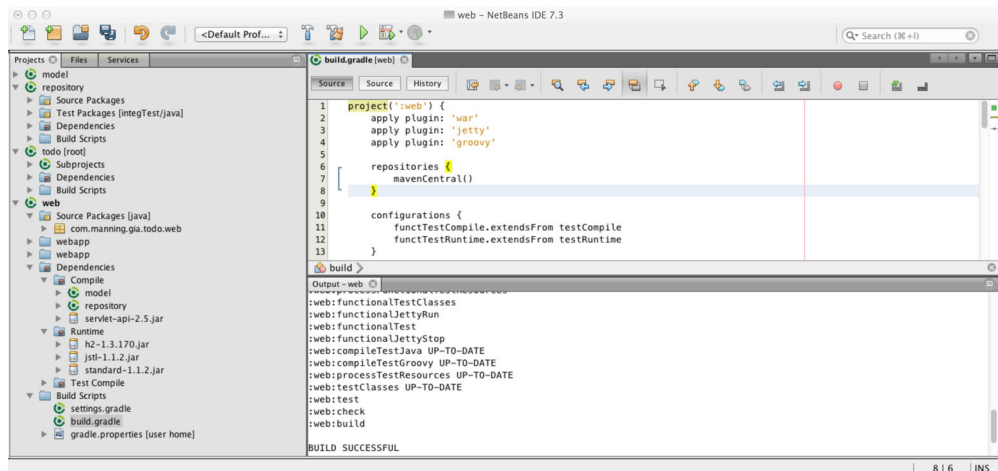 web - NetBeans IDE 7.3
<Default Prof...
Search (⌘+I)
Projects
Files
Services
model
repository
Source Packages
Test Packages [integTest/java]
Dependencies
Build Scripts
todo [root]
Subprojects
Dependencies
Build Scripts
web
Source Packages [java]
com.manning.gia.todo.web
webapp
webapp
Dependencies
Compile
model
repository
servlet-api-2.5.jar
Runtime
h2-1.3.170.jar
jstl-1.1.2.jar
standard-1.1.2.jar
Test Compile
Build Scripts
settings.gradle
build.gradle
gradle.properties [user home]
build.gradle [web]
Source Source History
1 project(':web') {
2 apply plugin: 'war'
3 apply plugin: 'jetty'
4 apply plugin: 'groovy'
5
6 repositories {
7 mavenCentral()
8 }
9
10 configurations {
11 functTestCompile.extendsFrom testCompile
12 functTestRuntime.extendsFrom testRuntime
13 }
build
Output - web
:web:processFunctionalTestResources
:web:functionalTestClasses
:web:functionalJettyRun
:web:functionalTest
:web:functionalJettyStop
:web:compileTestJava UP-TO-DATE
:web:compileTestGroovy UP-TO-DATE
:web:processTestResources UP-TO-DATE
:web:testClasses UP-TO-DATE
:web:test
:web:check
:web:build
BUILD SUCCESSFUL
8 | 6 INS